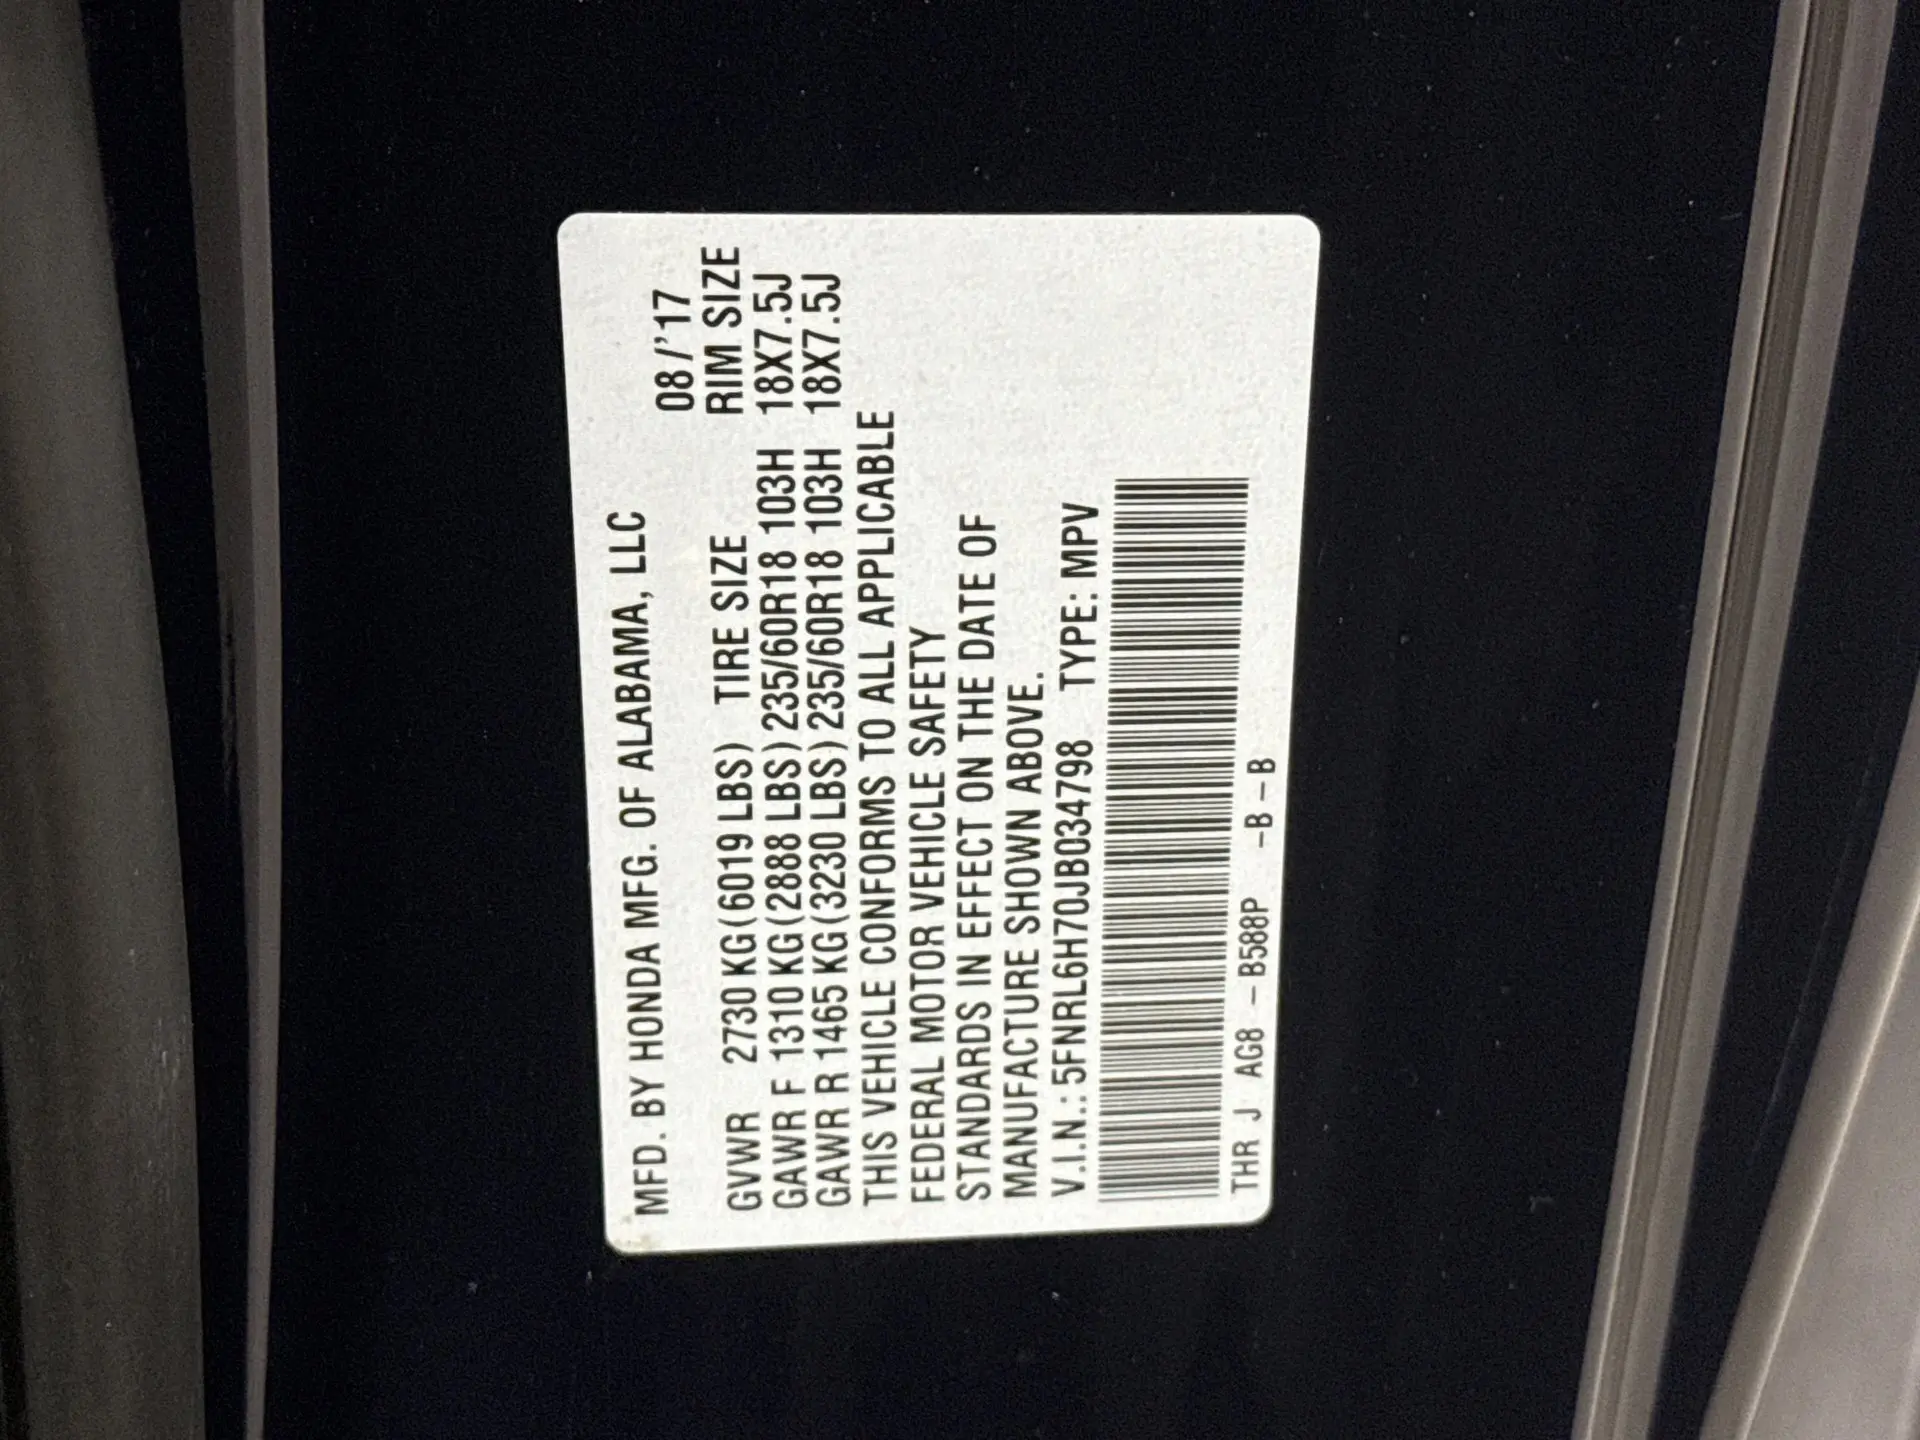 MFD. BY HONDA MFG. OF ALABAMA, LLC
08/'17
GVWR 2730 KG(6019 LBS) TIRE SIZE RIM SIZE
GAWR F 1310 KG(2888 LBS) 235/60R18 103H 18X7.5J
GAWR R 1465 KG(3230 LBS) 235/60R18 103H 18X7.5J
THIS VEHICLE CONFORMS TO ALL APPLICABLE
FEDERAL MOTOR VEHICLE SAFETY
STANDARDS IN EFFECT ON THE DATE OF
MANUFACTURE SHOWN ABOVE.
V.I.N.: 5FNRL6H70JB034798 TYPE: MPV
THR J AG8 – B588P –B–B